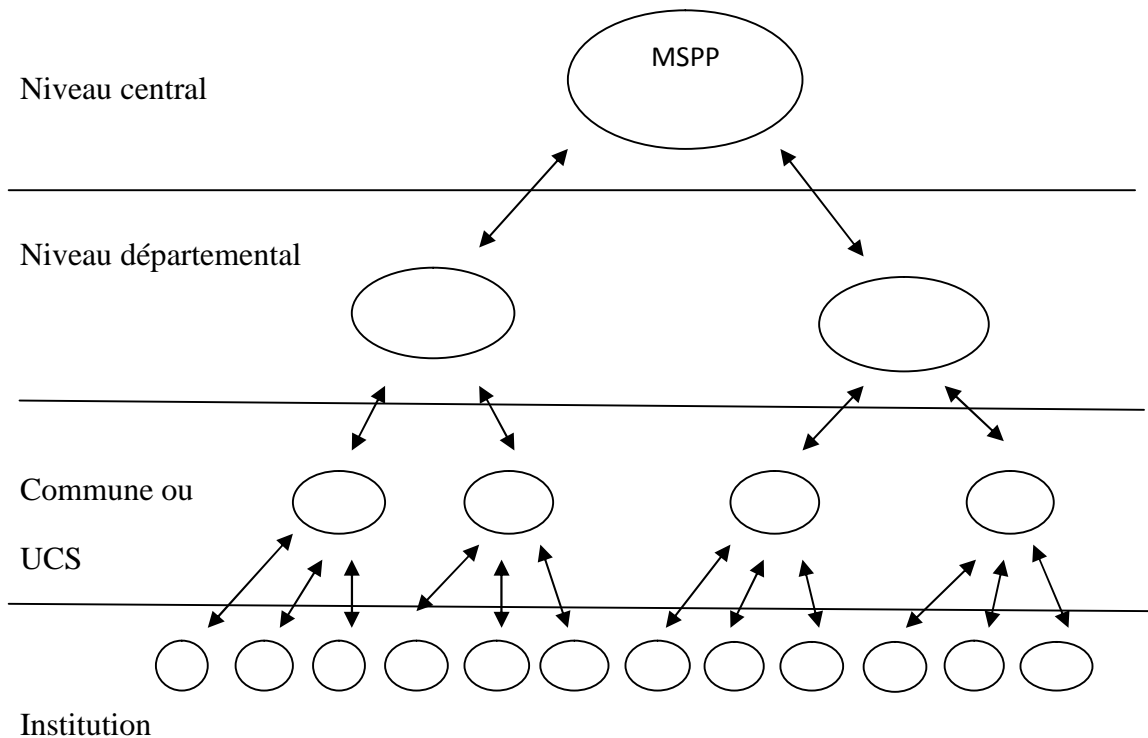 MSPP
Niveau central
Niveau départemental
Commune ou
UCS
Institution